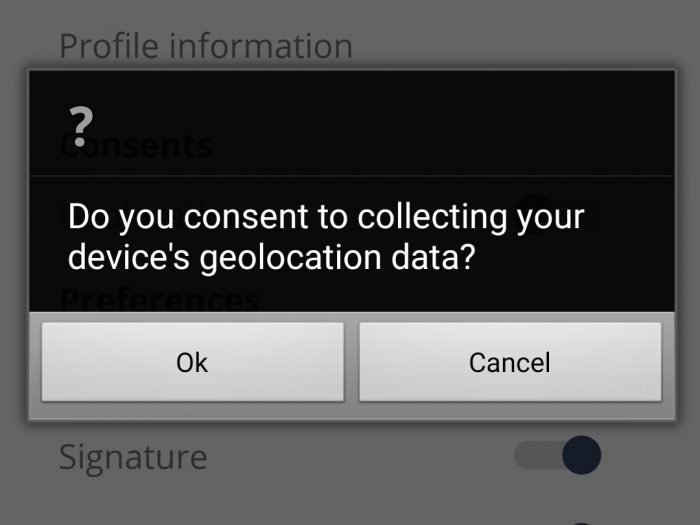 Profile information
?
Consents
Do you consent to collecting your
device's geolocation data?
Preferences
Ok
Cancel
Signature